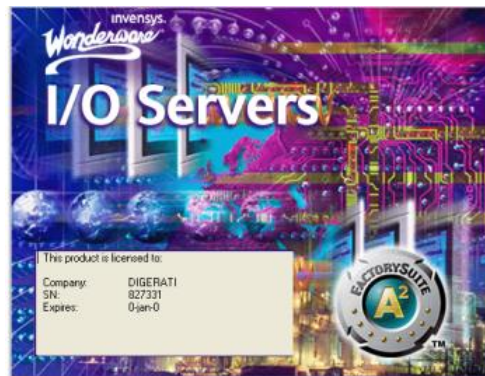 invensys.
Wonderware
I/O Servers
This product is licensed to:
Company: DIGERATI
SN: 827331
Expires: 0-jan-0
FACTORYSUITE
A²
TM